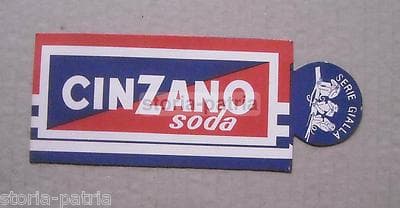 CINZANO
soda
SERIE GIALLA
storia-patria
storia-patria